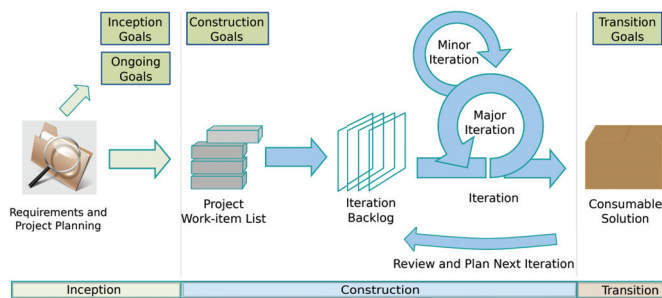 Inception
Goals
Ongoing
Goals
Construction
Goals
Transition
Goals
Minor
Iteration
Major
Iteration
Requirements and
Project Planning
Project
Work-item List
Iteration
Backlog
Iteration
Consumable
Solution
Review and Plan Next Iteration
Inception
Construction
Transition